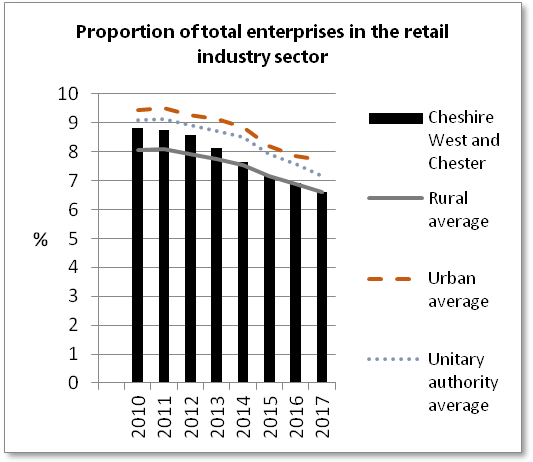 Proportion of total enterprises in the retail
industry sector
10
9
8
7
6
5
4
3
2
1
0
%
2010
2011
2012
2013
2014
2015
2016
2017
Cheshire
West and
Chester
Rural
average
Urban
average
Unitary
authority
average